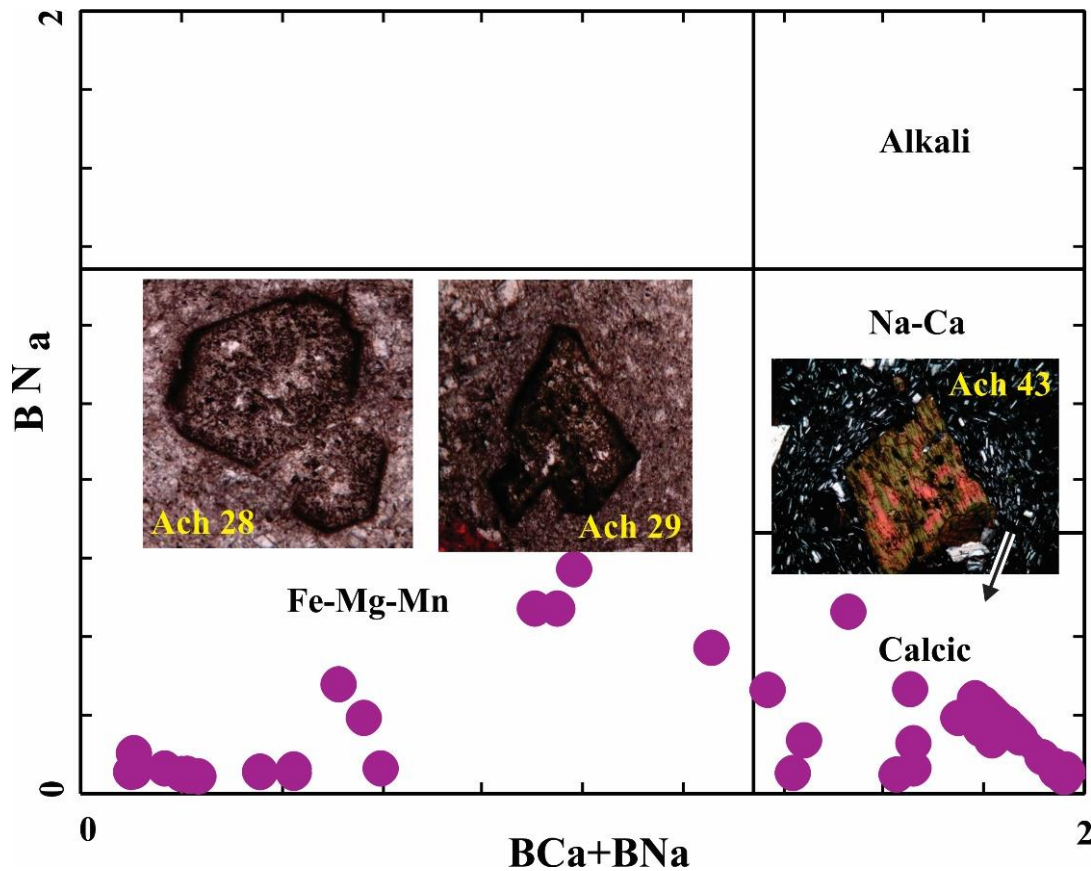 2
Alkali
Na-Ca
Ach 43
Ach 28
Ach 29
Fe-Mg-Mn
Calcic
B Na
0
0
2
BCa+BNa